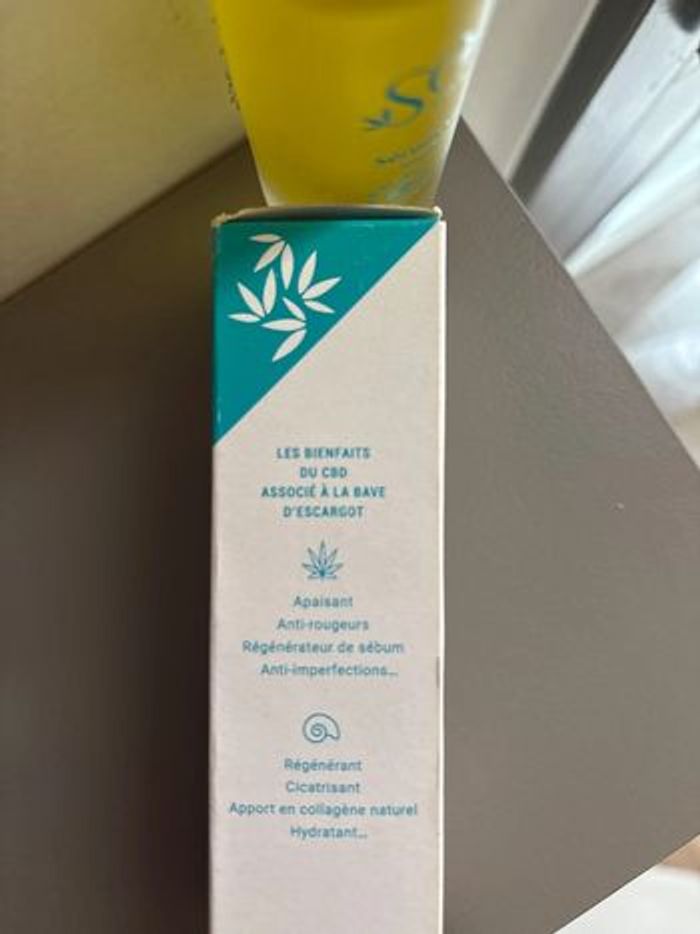 LES BIENFAITS
DU CBD
ASSOCIÉ À LA BAVE
D'ESCARGOT
Apaisant
Anti-rougeurs
Régénérateur de sébum
Anti-imperfections...
Régénérant
Cicatrisant
Apport en collagène naturel
Hydratant...